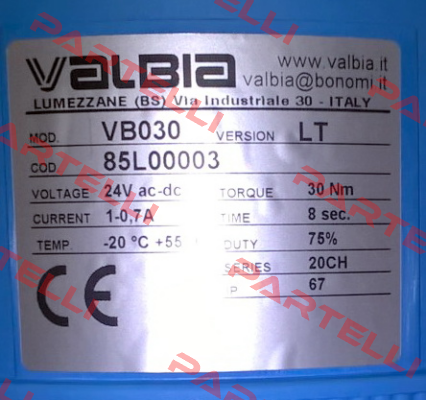 VALBIA
www.valbia.it
valbia@bonomi.it
LUMEZZANE (BS) Via Industriale 30 - ITALY
MOD. VB030 VERSION LT
COD 85L00003
VOLTAGE 24V ac-dc TORQUE 30 Nm
CURRENT 1-0,7A TIME 8 sec.
TEMP. -20 °C +55 DUTY 75%
SERIES 20CH
IP 67
CE
PARTELLI
PARTELLI
PARTELLI
PARTELLI
PARTELLI